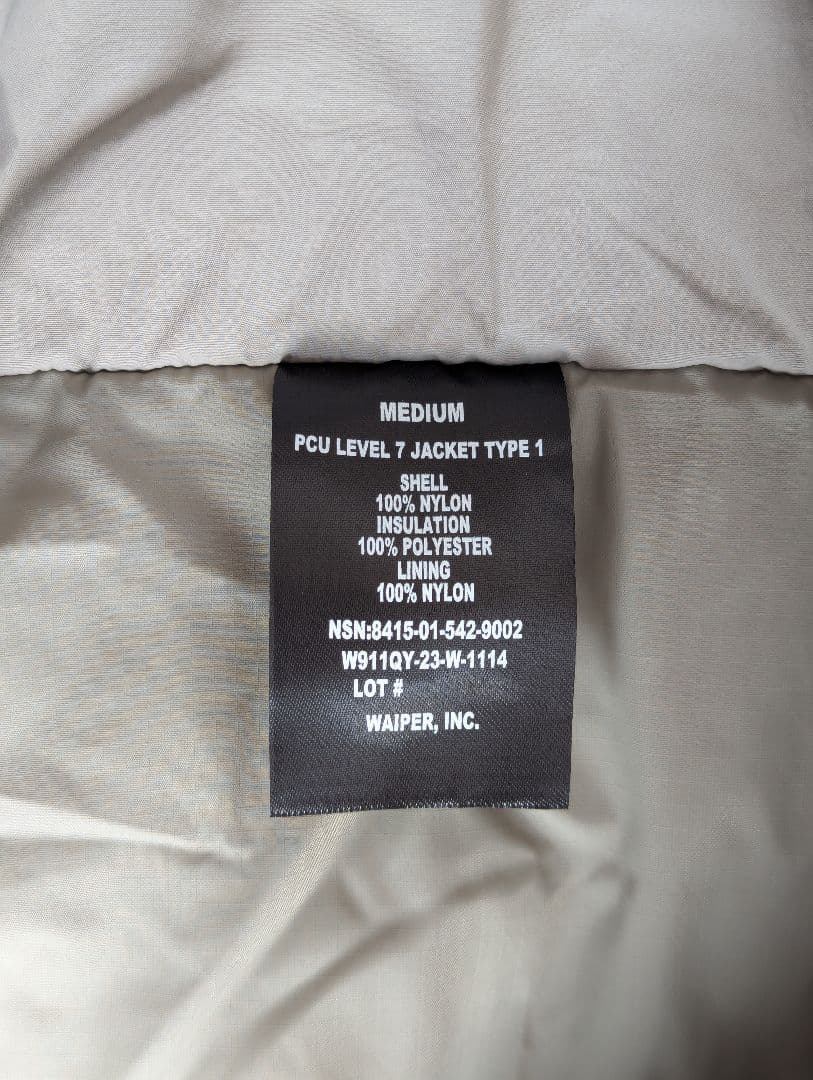 MEDIUM
PCU LEVEL 7 JACKET TYPE 1
SHELL
100% NYLON
INSULATION
100% POLYESTER
LINING
100% NYLON
NSN:8415-01-542-9002
W911QY-23-W-1114
LOT #
WAIPER, INC.